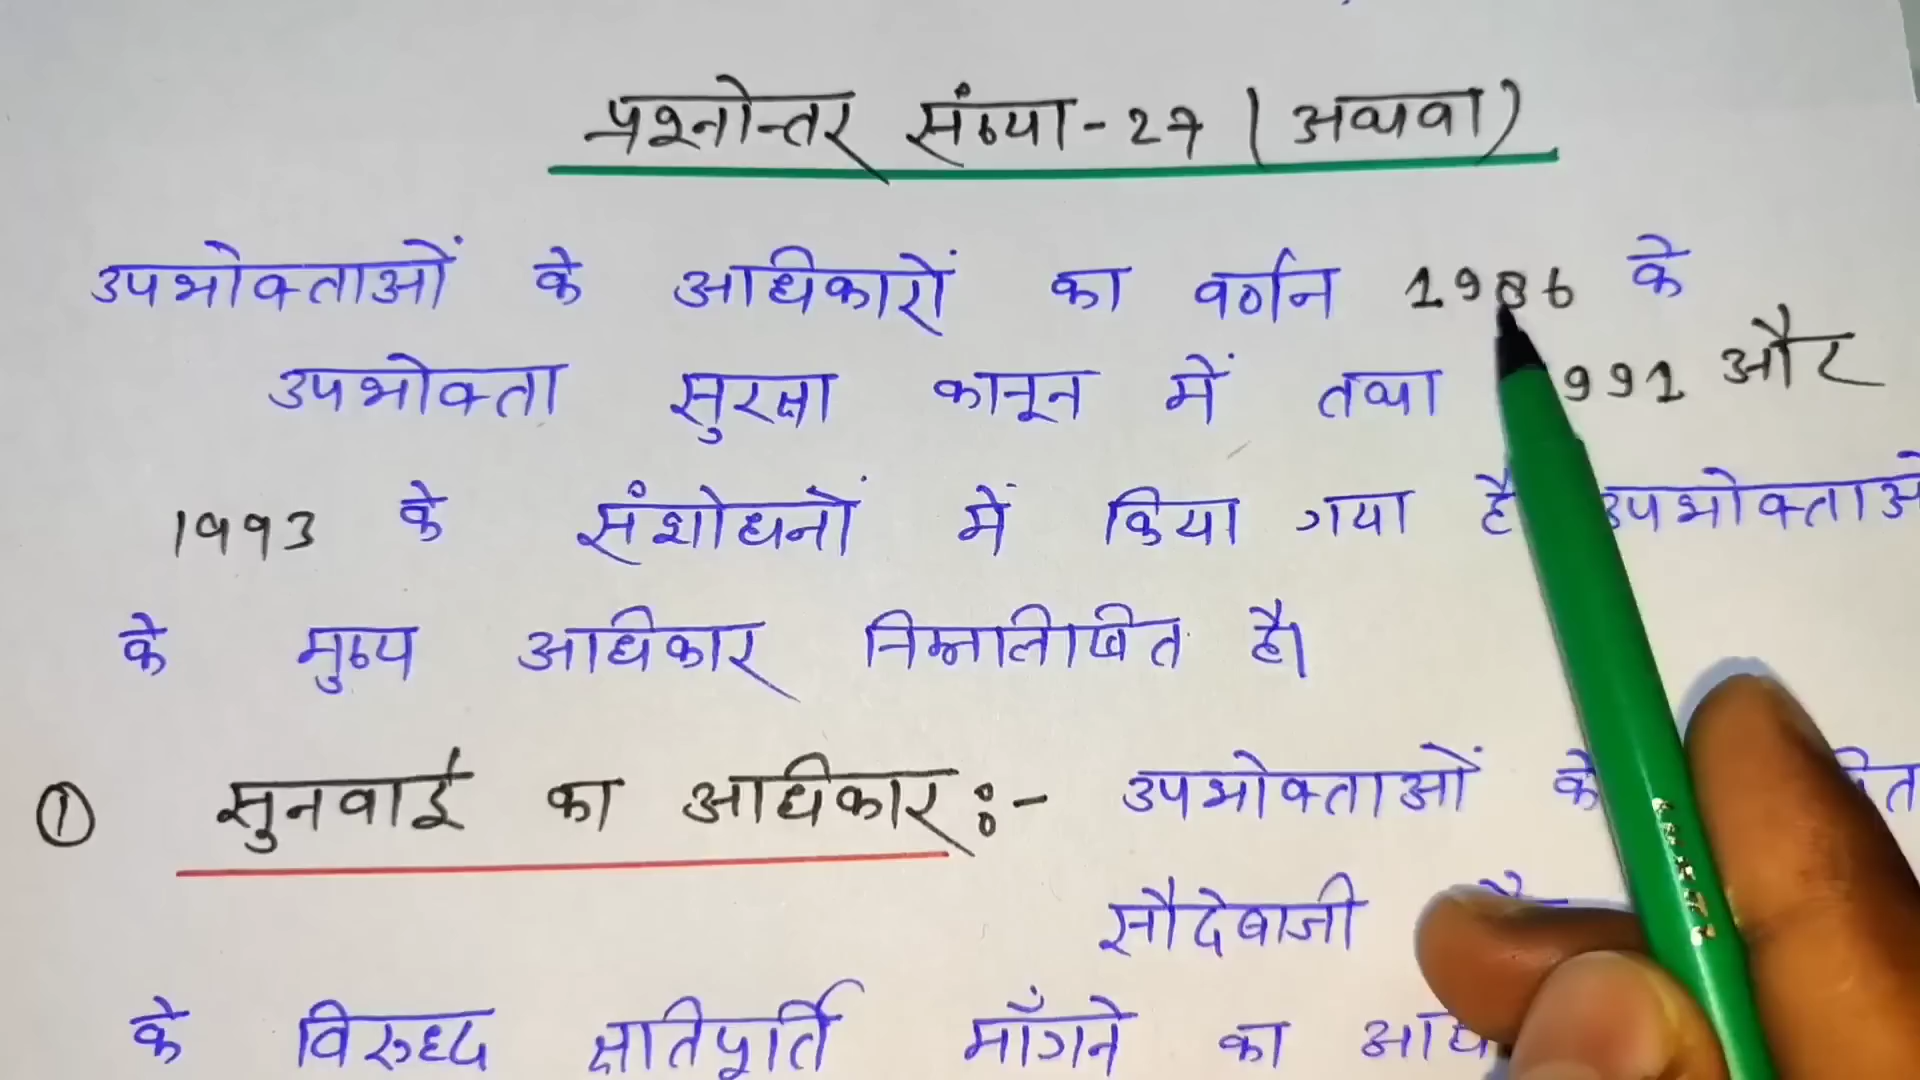 प्रश्नोत्तर संख्या - 27 ( अथवा )
उपभोक्ताओं के अधिकारों का वर्णन 1986 के
उपभोक्ता सुरक्षा कानून में तथा 1991 और
1993 के संशोधनों में किया गया है उपभोक्ताओ
के मुख्य अधिकार निम्नलिखित है।
① सुनवाई का अधिकार :- उपभोक्ताओं के
सौदेबाजी
के विरुध्द क्षतिपूर्ति माँगने का